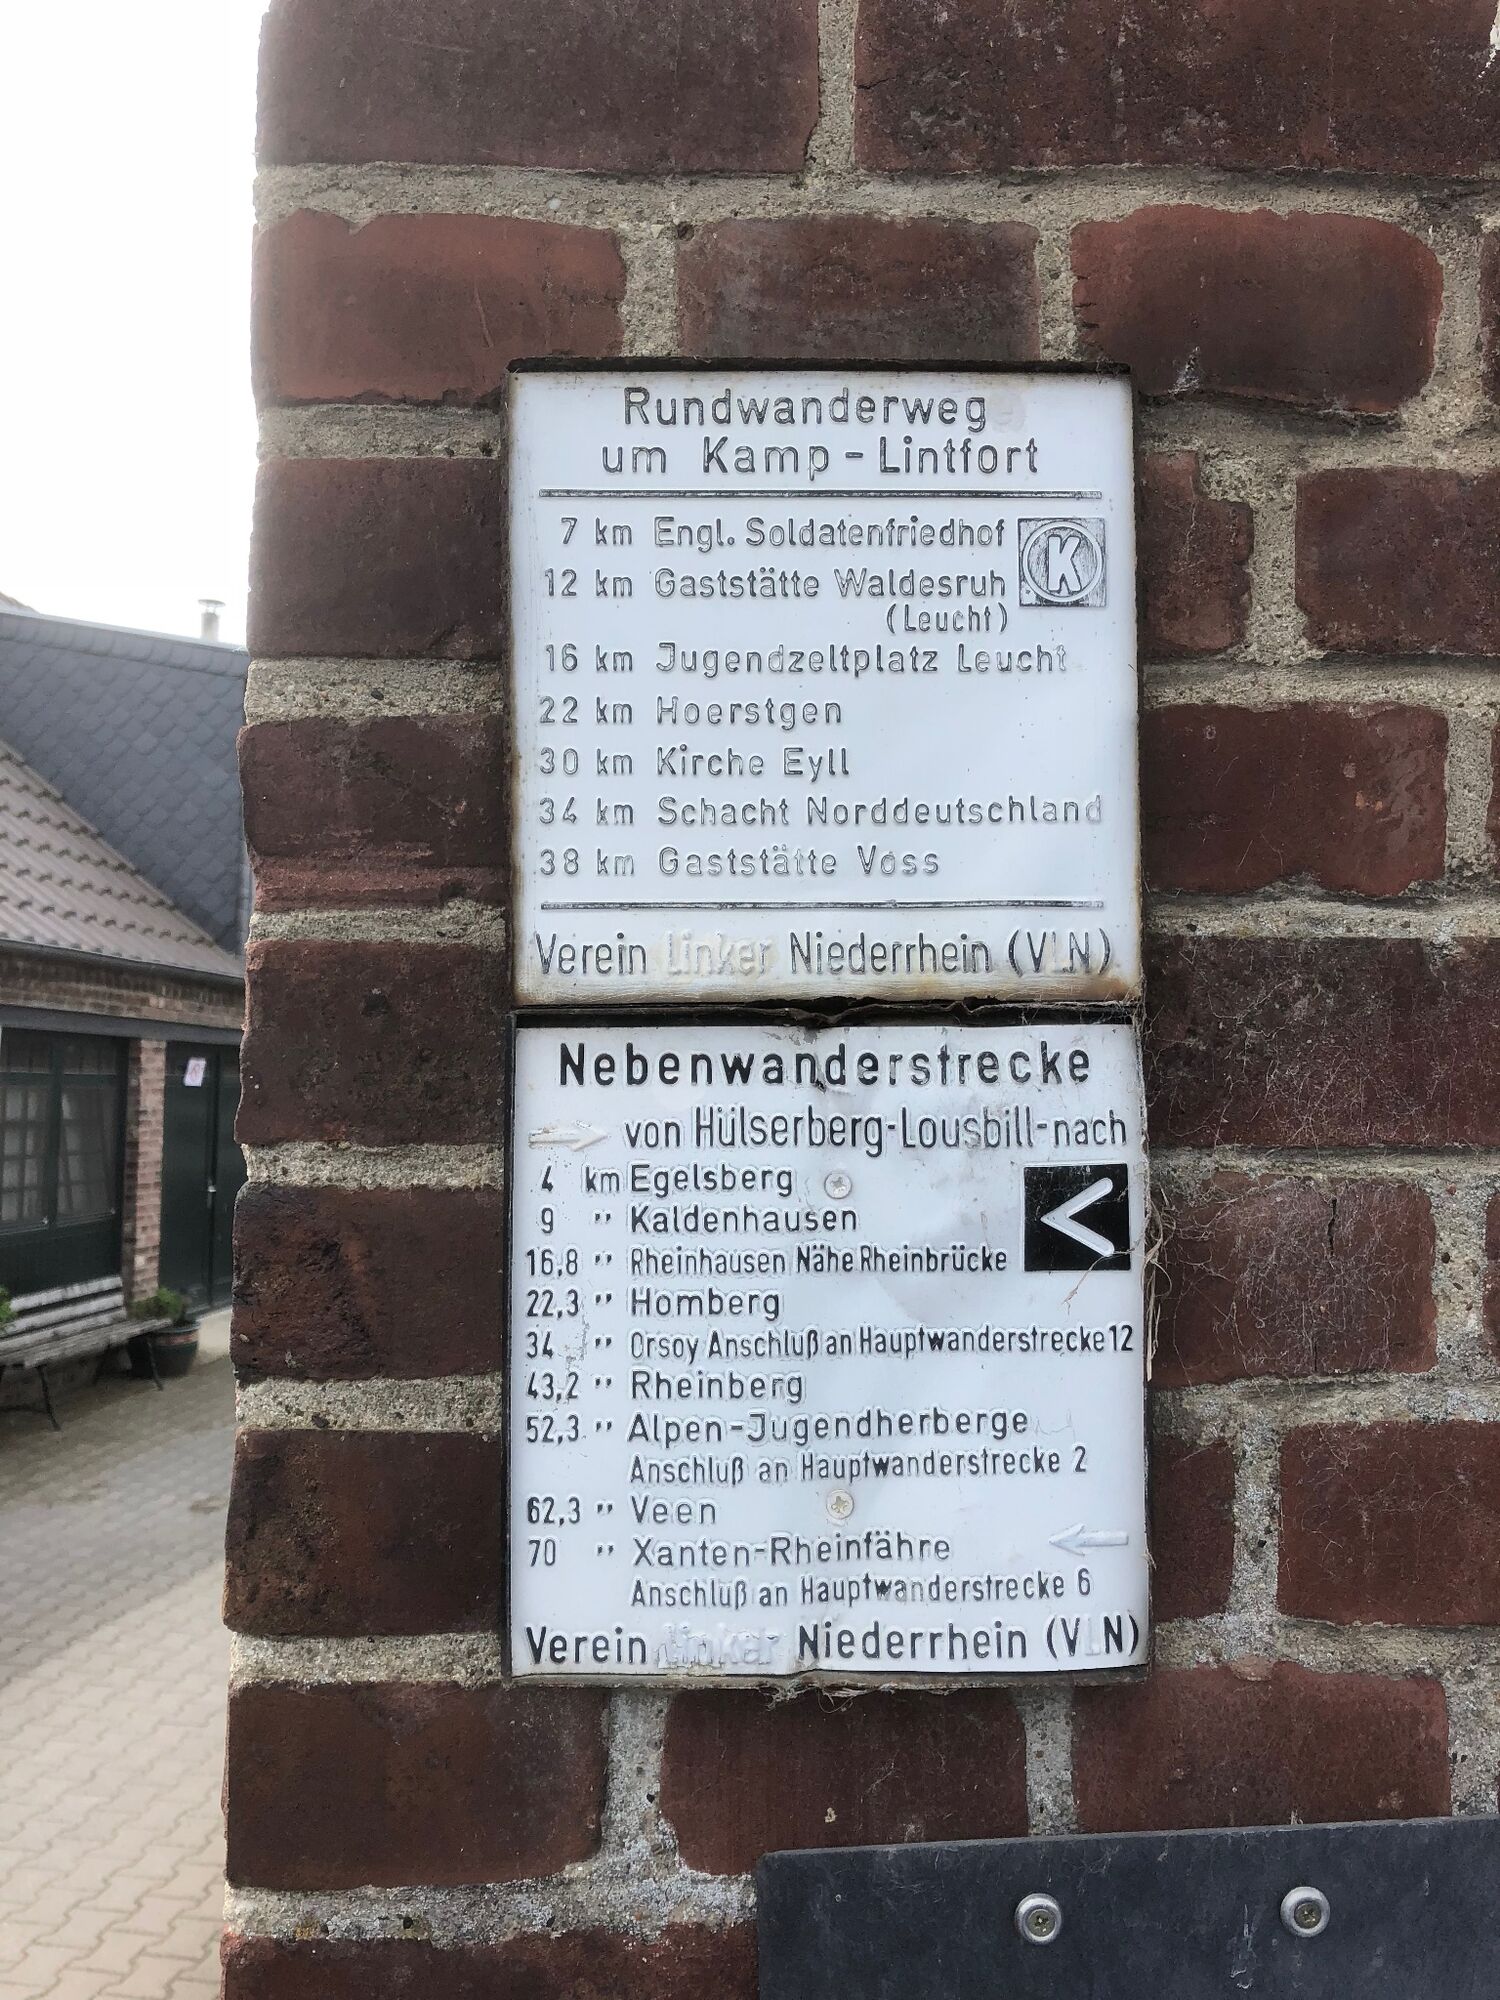 Rundwanderweg
um Kamp-Lintfort
7 km Engl. Soldatenfriedhof
K
12 km Gaststätte Waldesruh
(Leucht)
16 km Jugendzeltplatz Leucht
22 km Hoerstgen
30 km Kirche Eyll
34 km Schacht Norddeutschland
38 km Gaststätte Voss
Verein Linker Niederrhein (VLN)
Nebenwanderstrecke
von Hülserberg-Lousbill-nach
4 km Egelsberg
9 " Kaldenhausen
<
16,8 " Rheinhausen Nähe Rheinbrücke
22,3 " Homberg
34 " Orsoy Anschluß an Hauptwanderstrecke 12
43,2 " Rheinberg
52,3 " Alpen-Jugendherberge
Anschluß an Hauptwanderstrecke 2
62,3 " Veen
70 " Xanten-Rheinfähre
Anschluß an Hauptwanderstrecke 6
Verein Linker Niederrhein (VLN)